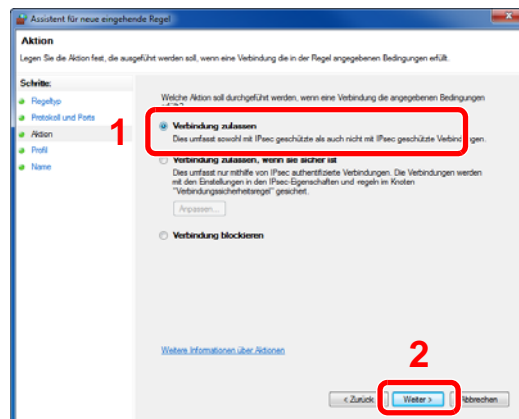 Assistent für neue eingehende Regel
Aktion
Legen Sie die Aktion fest, die ausgeführt werden soll, wenn eine Verbindung die in der Regel angegebenen Bedingungen erfüllt.
Schritte:
Regeltyp
Protokoll und Ports
Aktion
Profil
Name
Welche Aktion soll durchgeführt werden, wenn eine Verbindung die angegebenen Bedingungen
erfüllt?
1
Verbindung zulassen
Dies umfasst sowohl mit IPsec geschützte als auch nicht mit IPsec geschützte Verbindungen.
Verbindung zulassen, wenn sie sicher ist
Dies umfasst nur mithilfe von IPsec authentifizierte Verbindungen. Die Verbindungen werden
mit den Einstellungen in den IPsec-Eigenschaften und regeln im Knoten
"Verbindungssicherheitsregel" gesichert.
Anpassen...
Verbindung blockieren
Weitere Informationen über Aktionen
2
< Zurück
Weiter >
Abbrechen